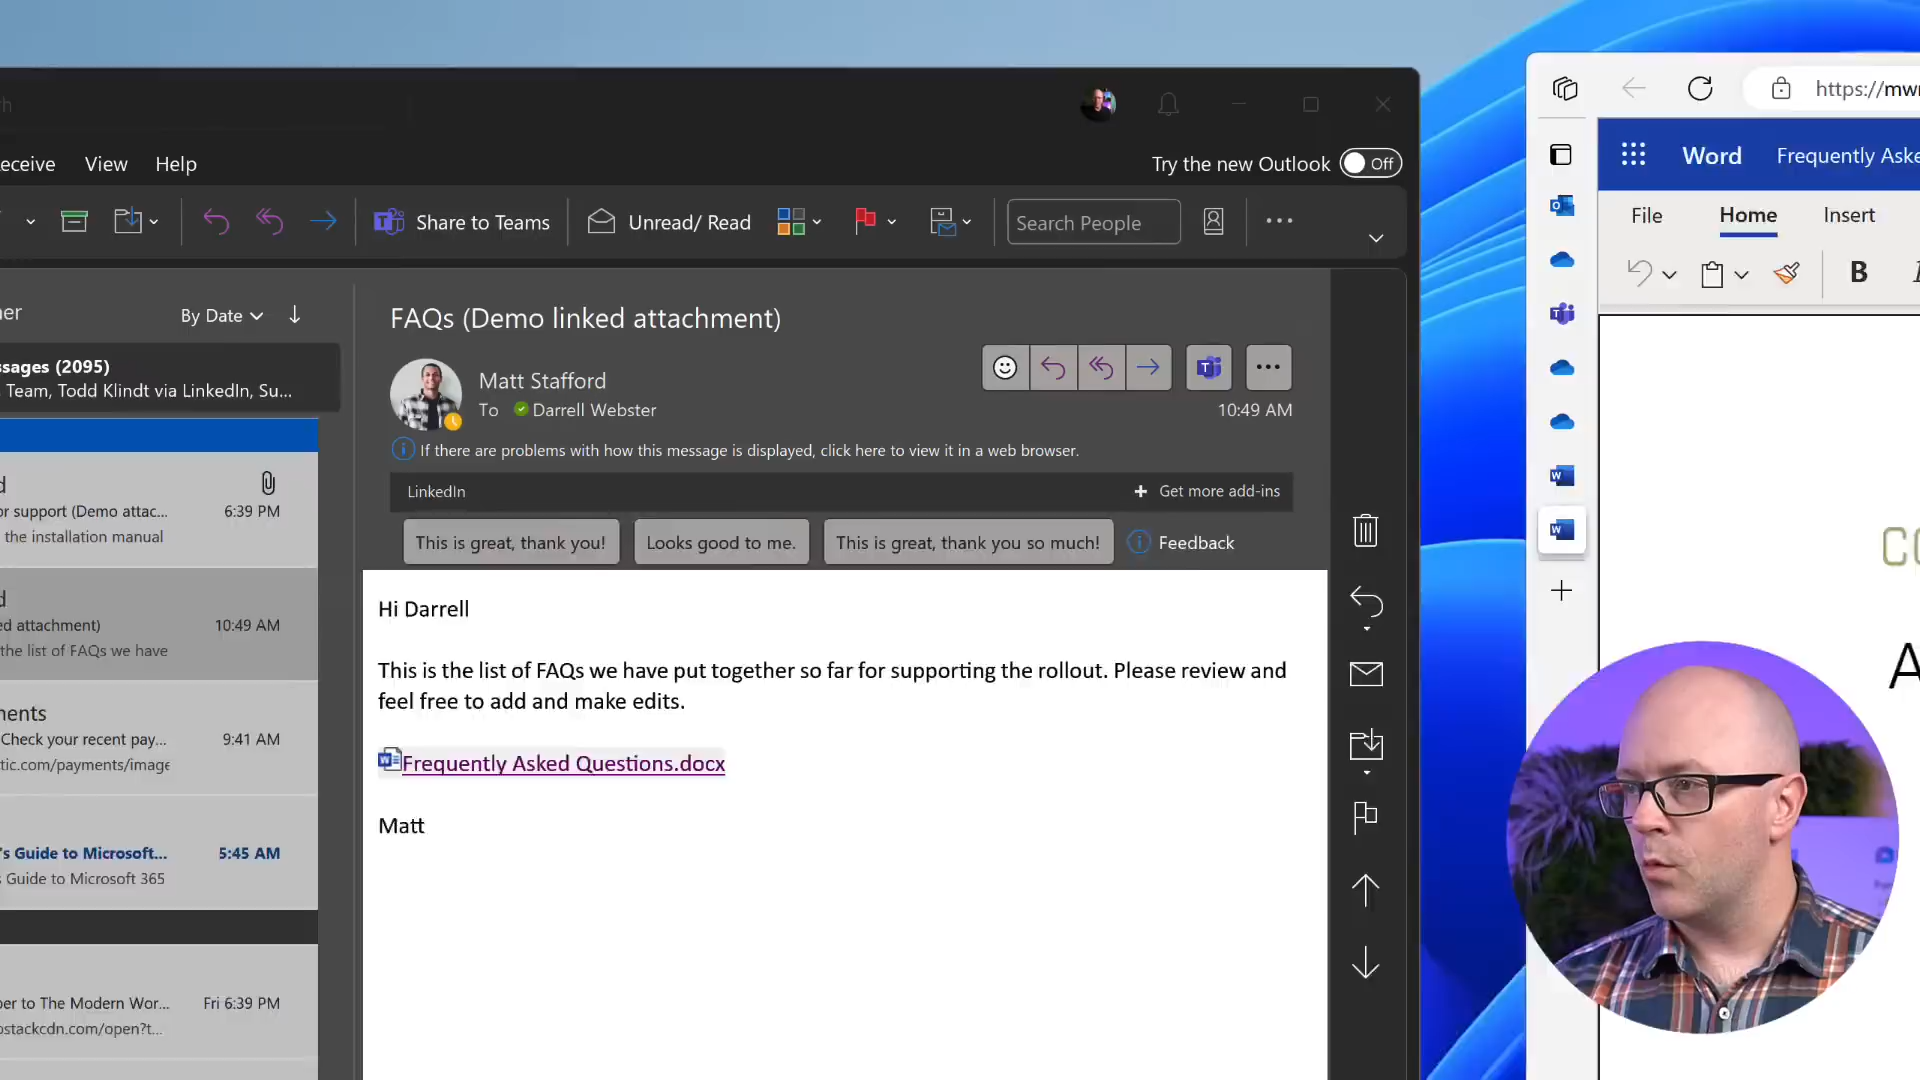 View
Help
Try the new Outlook
Off
Share to Teams
Unread/ Read
Search People
By Date
ssages (2095)
Team, Todd Klindt via LinkedIn, Su...
or support (Demo attac...
6:39 PM
the installation manual
ed attachment)
10:49 AM
the list of FAQs we have
ments
Check your recent pay...
9:41 AM
tic.com/payments/image
's Guide to Microsoft...
5:45 AM
s Guide to Microsoft 365
ber to The Modern Wor...
Fri 6:39 PM
ostackcdn.com/open?t...
FAQs (Demo linked attachment)
Matt Stafford
To Darrell Webster
10:49 AM
If there are problems with how this message is displayed, click here to view it in a web browser.
LinkedIn
+ Get more add-ins
This is great, thank you!
Looks good to me.
This is great, thank you so much!
Feedback
Hi Darrell
This is the list of FAQs we have put together so far for supporting the rollout. Please review and
feel free to add and make edits.
Frequently Asked Questions.docx
Matt
https://mw
Word
Frequently Aske
File
Home
Insert
B
CO
A